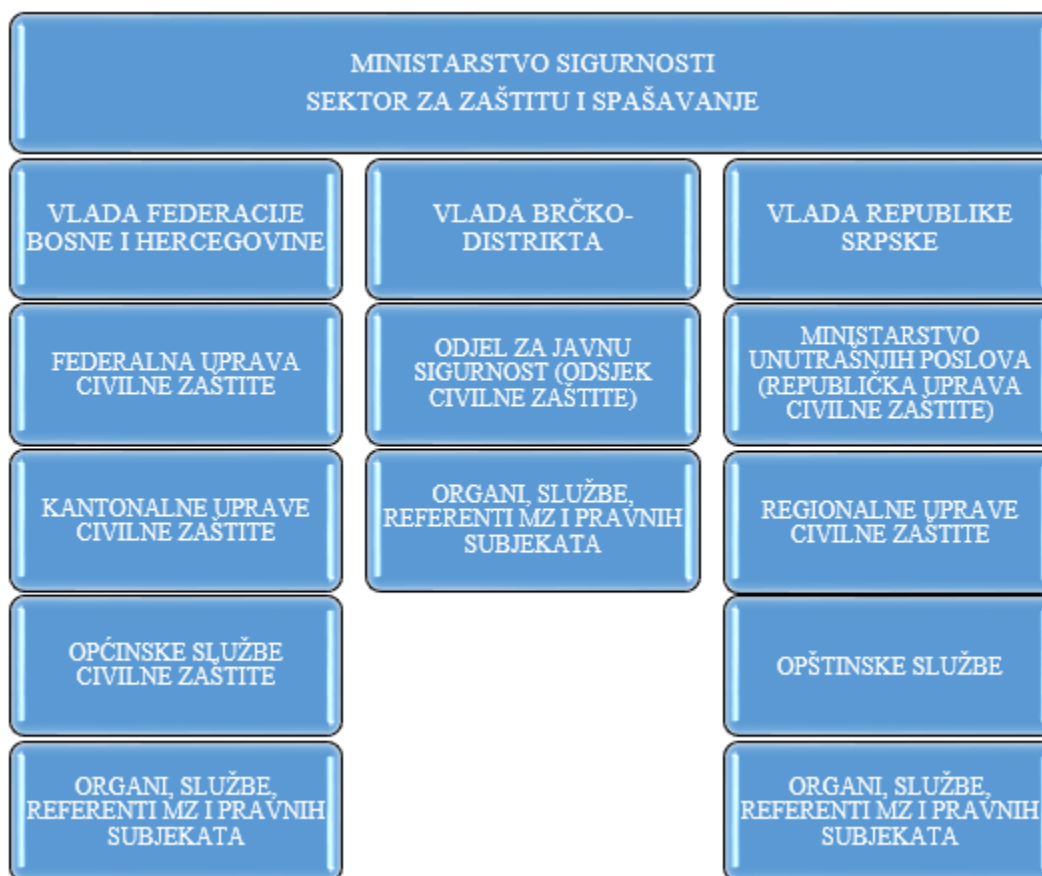 MINISTARSTVO SIGURNOSTI
SEKTOR ZA ZAŠTITU I SPAŠAVANJE
VLADA FEDERACIJE
BOSNE I HERCEGOVINE
VLADA BRČKO-
DISTRIKTA
VLADA REPUBLIKE
SRPSKE
FEDERALNA UPRAVA
CIVILNE ZAŠTITE
ODJEL ZA JAVNU
SIGURNOST (ODSJEK
CIVILNE ZAŠTITE)
MINISTARSTVO
UNUTRAŠNJIH POSLOVA
(REPUBLIČKA UPRAVA
CIVILNE ZAŠTITE)
KANTONALNE UPRAVE
CIVILNE ZAŠTITE
ORGANI, SLUŽBE,
REFERENTI MZ I PRAVNIH
SUBJEKATA
REGIONALNE UPRAVE
CIVILNE ZAŠTITE
OPĆINSKE SLUŽBE
CIVILNE ZAŠTITE
OPŠTINSKE SLUŽBE
ORGANI, SLUŽBE,
REFERENTI MZ I PRAVNIH
SUBJEKATA
ORGANI, SLUŽBE,
REFERENTI MZ I PRAVNIH
SUBJEKATA